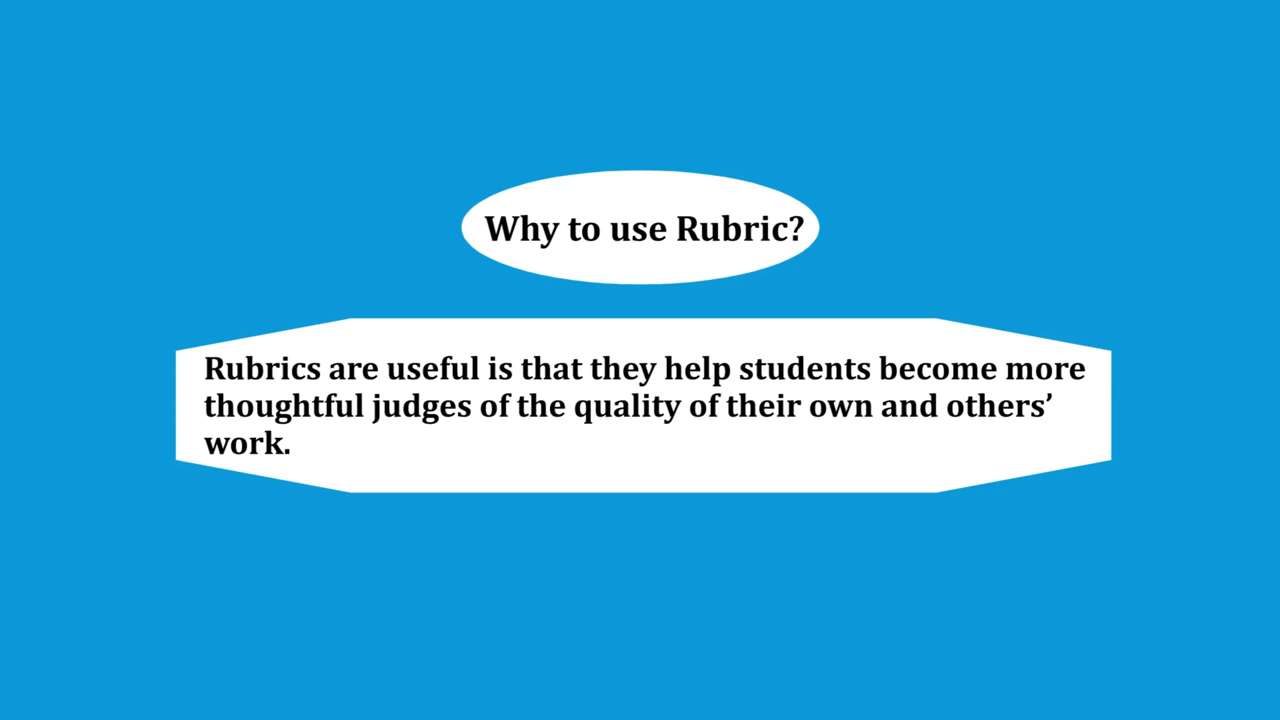 Why to use Rubric?
Rubrics are useful is that they help students become more
thoughtful judges of the quality of their own and others’
work.